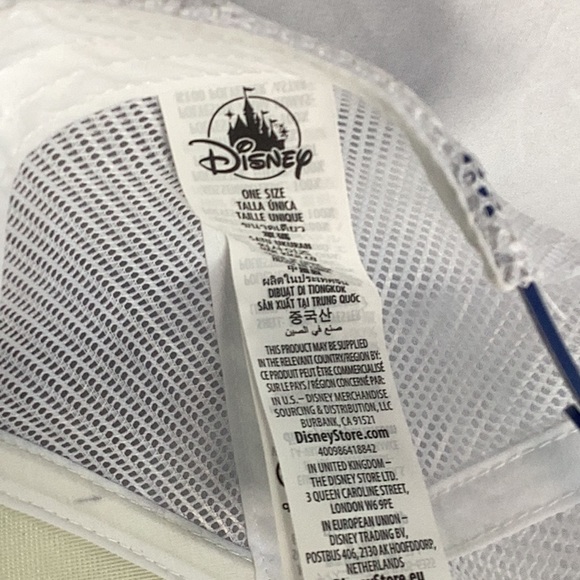 Disney
ONE SIZE
TALLA ÚNICA
TAILLE UNIQUE
ผลิตในประเทศ
DIBUAT DI TIONGKOK
SẢN XUẤT TẠI TRUNG QUỐC
중국산
صنع في الصين
THIS PRODUCT MAY BE SUPPLIED
IN THE RELEVANT COUNTRY/REGION BY:
CE PRODUIT PEUT ÊTRE COMMERCIALISÉ
SUR LE PAYS / RÉGION CONCERNÉ PAR:
IN U.S.– DISNEY MERCHANDISE
SOURCING & DISTRIBUTION, LLC
BURBANK, CA 91521
DisneyStore.com
400986418842
IN UNITED KINGDOM –
THE DISNEY STORE LTD.
3 QUEEN CAROLINE STREET,
LONDON W6 9PE
IN EUROPEAN UNION –
DISNEY TRADING BV,
POSTBUS 406, 2130 AK HOOFDDORP,
NETHERLANDS
DisneyStore.eu